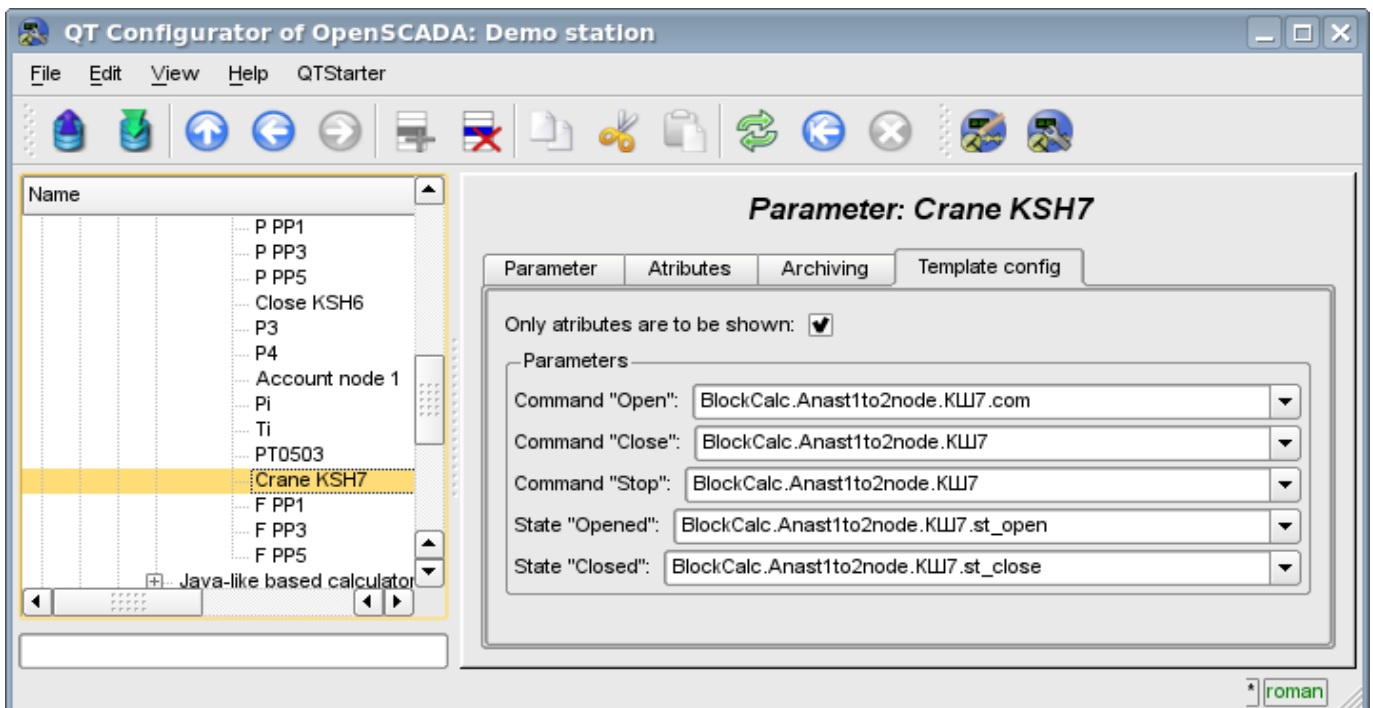 QT Configurator of OpenSCADA: Demo station
File Edit View Help QTStarter
Name
P PP1
P PP3
P PP5
Close KSH6
P3
P4
Account node 1
Pi
Ti
PT0503
Crane KSH7
F PP1
F PP3
F PP5
Java-like based calculator
Parameter: Crane KSH7
Parameter Atributes Archiving Template config
Only atributes are to be shown:
Parameters
Command "Open": BlockCalc.Anast1to2node.КШ7.com
Command "Close": BlockCalc.Anast1to2node.КШ7
Command "Stop": BlockCalc.Anast1to2node.КШ7
State "Opened": BlockCalc.Anast1to2node.КШ7.st_open
State "Closed": BlockCalc.Anast1to2node.КШ7.st_close
* roman